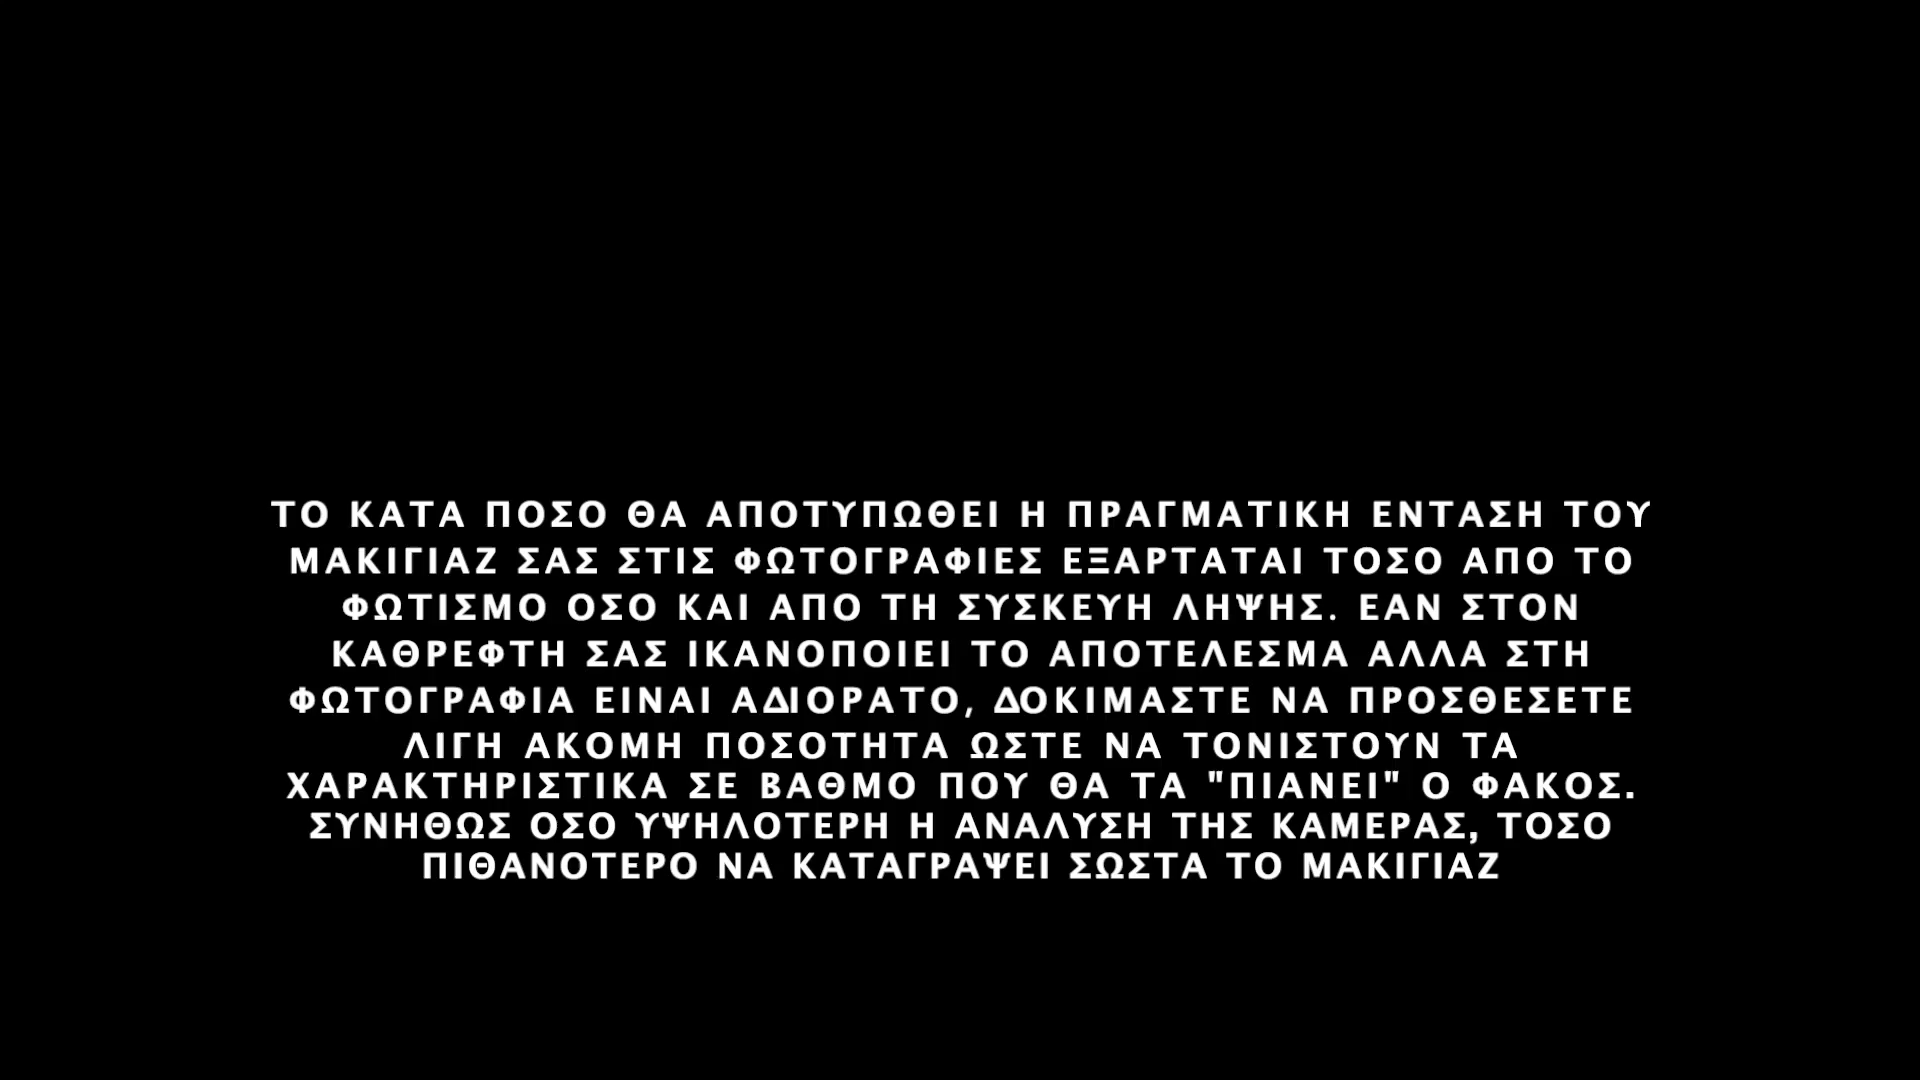 ΤΟ ΚΑΤΑ ΠΟΣΟ ΘΑ ΑΠΟΤΥΠΩΘΕΙ Η ΠΡΑΓΜΑΤΙΚΗ ΕΝΤΑΣΗ ΤΟΥ
ΜΑΚΙΓΙΑΖ ΣΑΣ ΣΤΙΣ ΦΩΤΟΓΡΑΦΙΕΣ ΕΞΑΡΤΑΤΑΙ ΤΟΣΟ ΑΠΟ ΤΟ
ΦΩΤΙΣΜΟ ΟΣΟ ΚΑΙ ΑΠΟ ΤΗ ΣΥΣΚΕΥΗ ΛΗΨΗΣ. ΕΑΝ ΣΤΟΝ
ΚΑΘΡΕΦΤΗ ΣΑΣ ΙΚΑΝΟΠΟΙΕΙ ΤΟ ΑΠΟΤΕΛΕΣΜΑ ΑΛΛΑ ΣΤΗ
ΦΩΤΟΓΡΑΦΙΑ ΕΙΝΑΙ ΑΔΙΟΡΑΤΟ, ΔΟΚΙΜΑΣΤΕ ΝΑ ΠΡΟΣΘΕΣΕΤΕ
ΛΙΓΗ ΑΚΟΜΗ ΠΟΣΟΤΗΤΑ ΩΣΤΕ ΝΑ ΤΟΝΙΣΤΟΥΝ ΤΑ
ΧΑΡΑΚΤΗΡΙΣΤΙΚΑ ΣΕ ΒΑΘΜΟ ΠΟΥ ΘΑ ΤΑ "ΠΙΑΝΕΙ" Ο ΦΑΚΟΣ.
ΣΥΝΗΘΩΣ ΟΣΟ ΥΨΗΛΟΤΕΡΗ Η ΑΝΑΛΥΣΗ ΤΗΣ ΚΑΜΕΡΑΣ, ΤΟΣΟ
ΠΙΘΑΝΟΤΕΡΟ ΝΑ ΚΑΤΑΓΡΑΨΕΙ ΣΩΣΤΑ ΤΟ ΜΑΚΙΓΙΑΖ